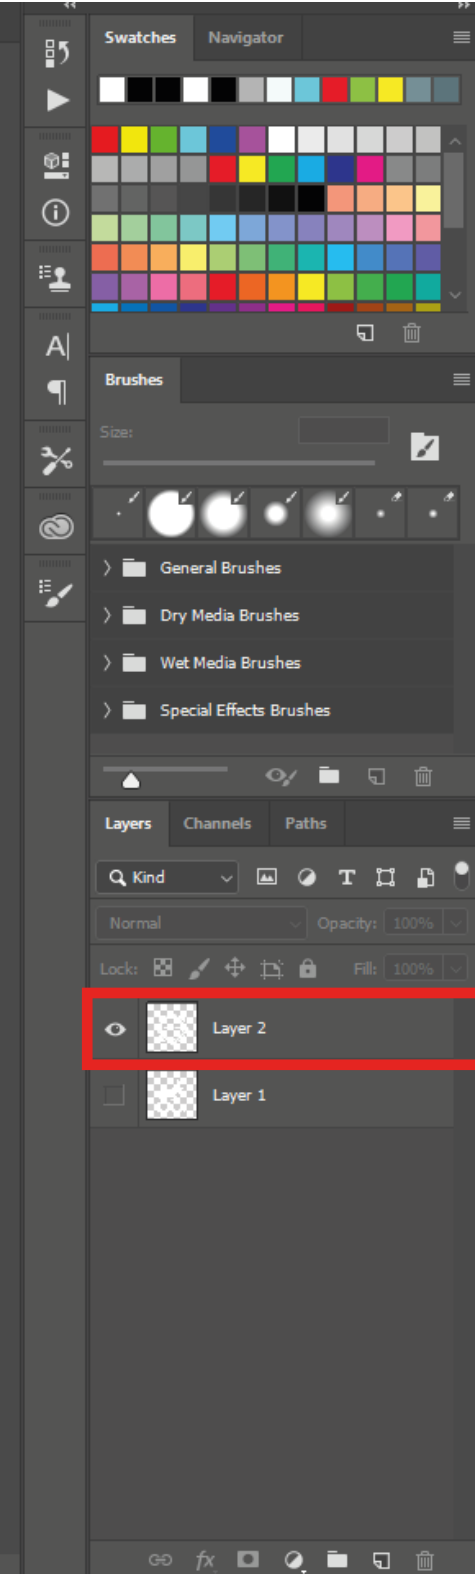 Swatches Navigator
Brushes
Size:
General Brushes
Dry Media Brushes
Wet Media Brushes
Special Effects Brushes
Layers Channels Paths
Kind
Normal Opacity: 100%
Lock: Fill: 100%
Layer 2
Layer 1